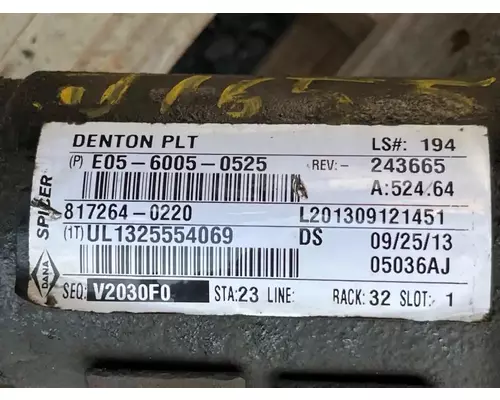 DENTON PLT LS#: 194
(P) E05-6005-0525 REV:- 243665
A:524.64
817264-0220 L201309121451
(1T)UL1325554069 DS 09/25/13
05036AJ
SEQ: V2030F0 STA:23 LINE: RACK: 32 SLOT: 1
SPICER
DANA